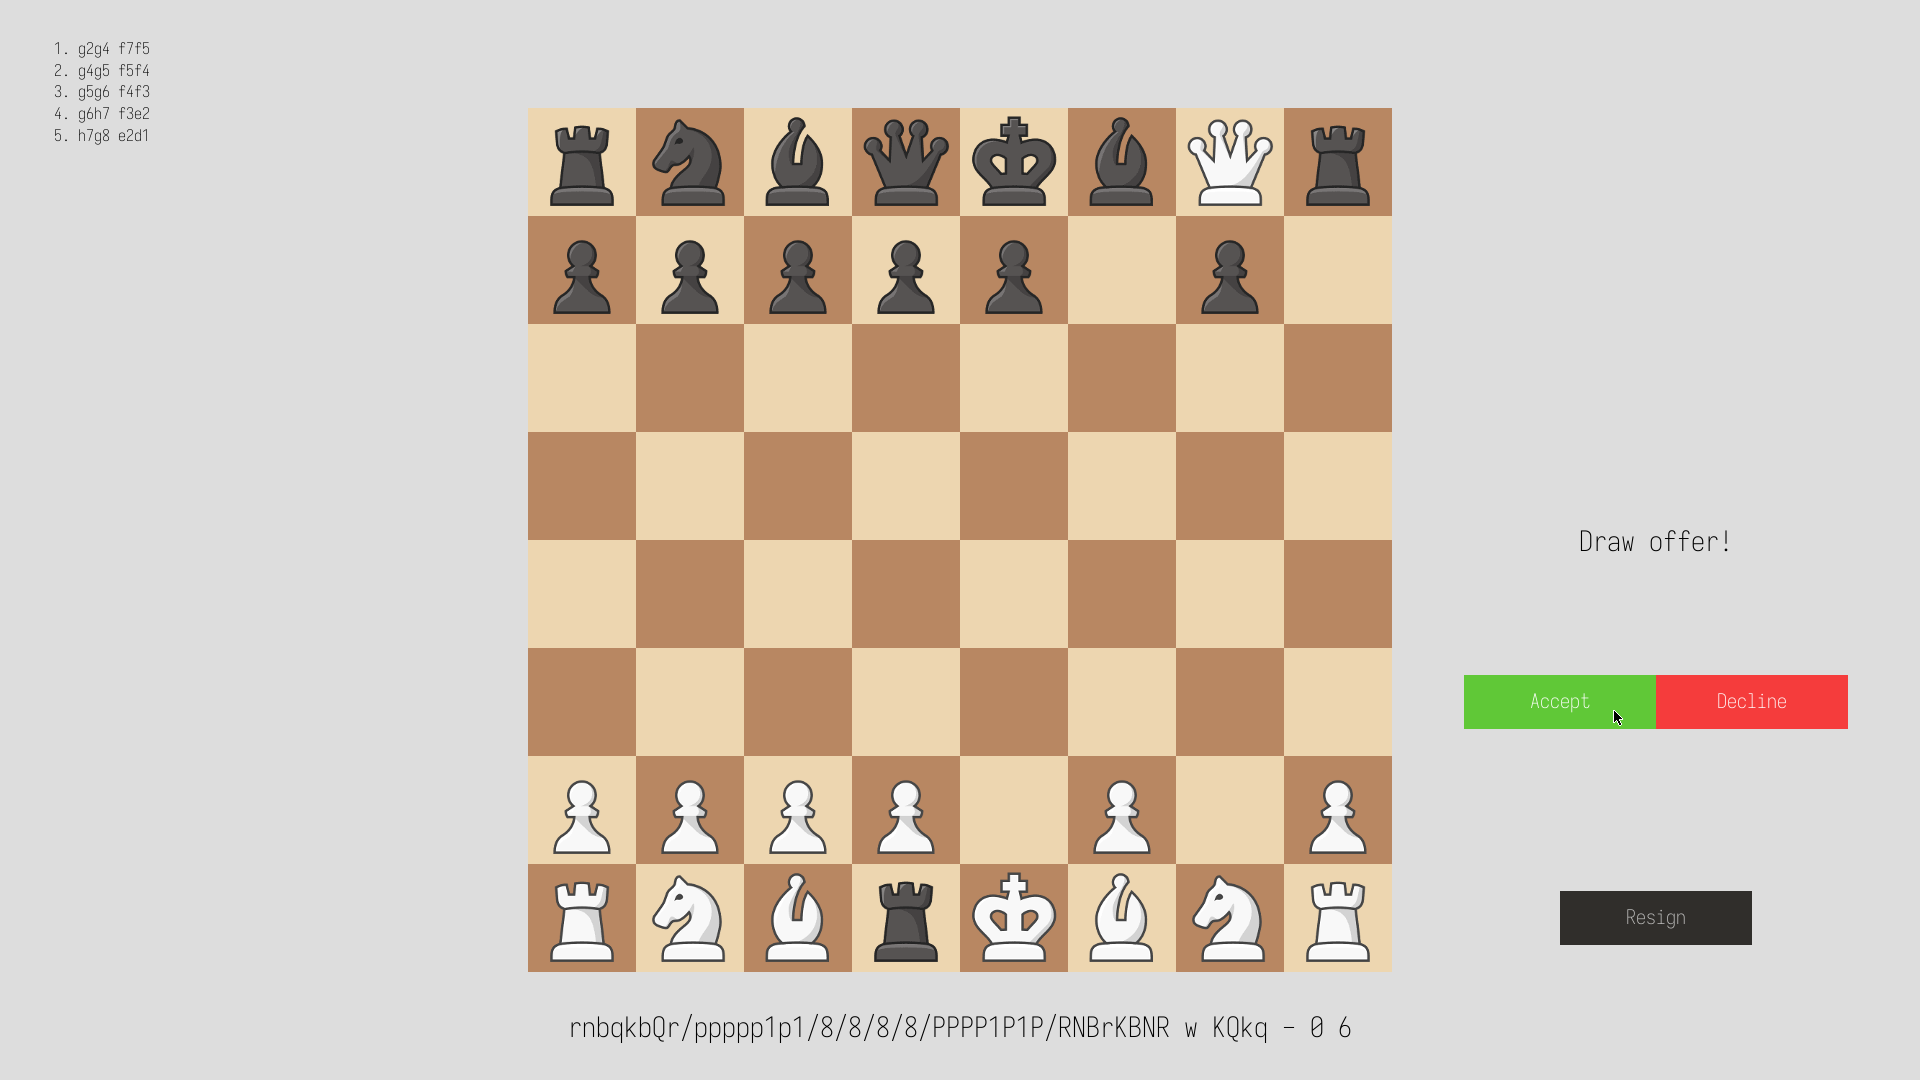 1. g2g4 f7f5
2. g4g5 f5f4
3. g5g6 f4f3
4. g6h7 f3e2
5. h7g8 e2d1
Draw offer!
Accept Decline
Resign
rnbqkbQr/ppppp1p1/8/8/8/8/PPPP1P1P/RNBrKBNR w KQkq - 0 6